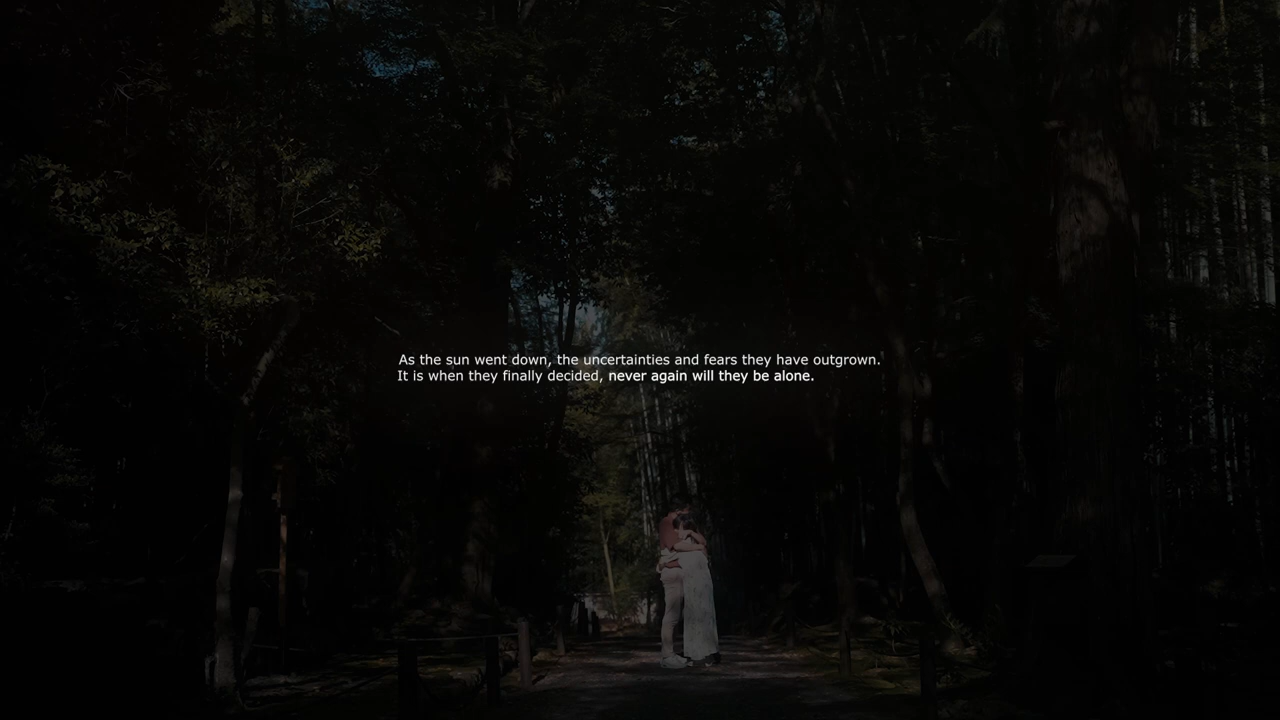 As the sun went down, the uncertainties and fears they have outgrown.
It is when they finally decided, never again will they be alone.